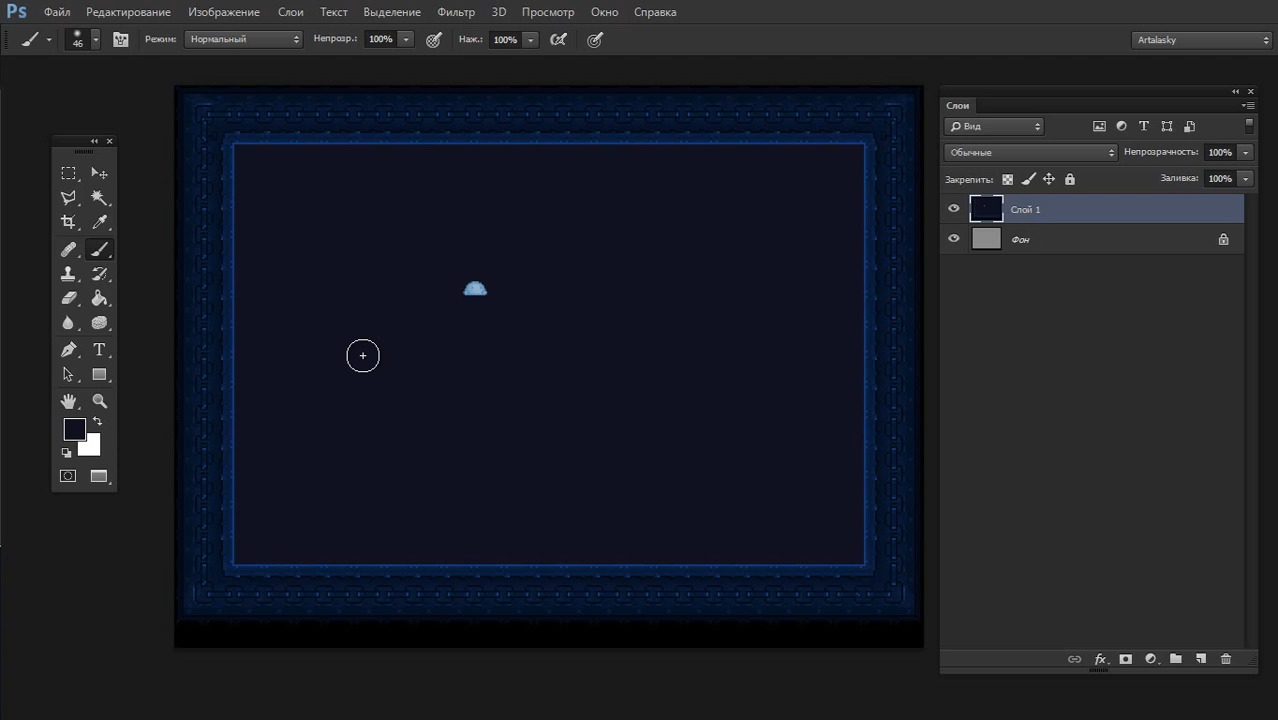 Ps Файл Редактирование Изображение Слои Текст Выделение Фильтр 3D Просмотр Окно Справка
46 Режим: Нормальный Непрозр.: 100% Наж.: 100% Artalasky
Слои
Вид
T
Обычные Непрозрачность: 100%
Закрепить: Заливка: 100%
Слой 1
Фон
T
fx